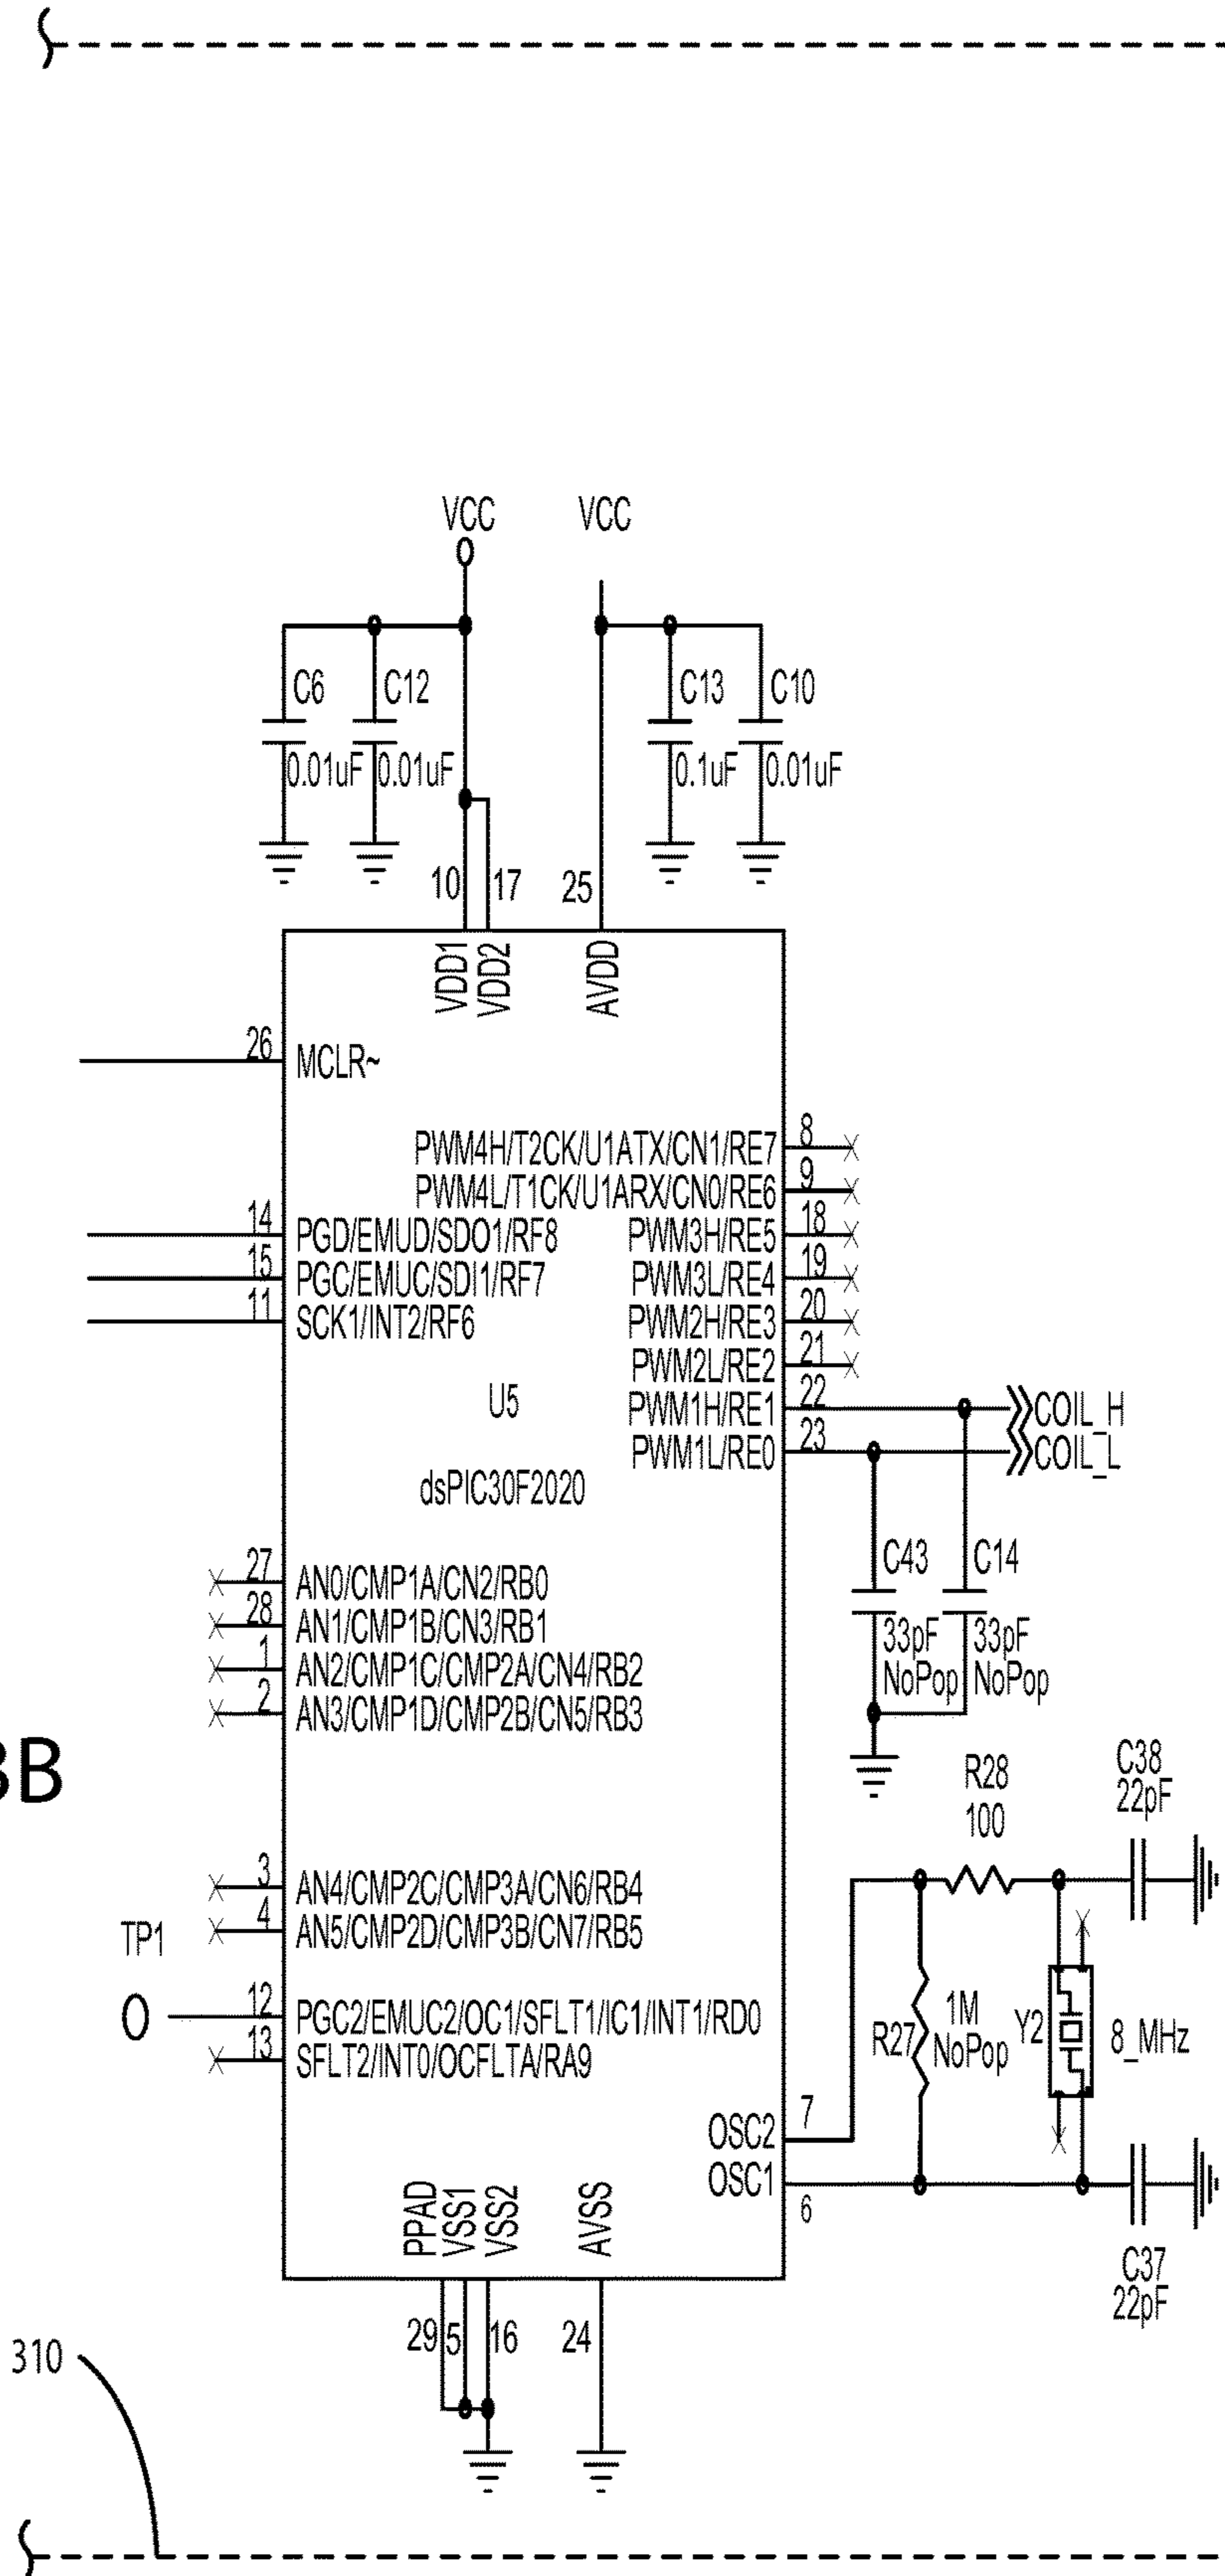 VCC VCC
C6 C12 C13 C10
0.01uF 0.01uF 0.1uF 0.01uF
10 17 25
VDD1 VDD2 AVDD
26 MCLR~
PWM4H/T2CK/U1ATX/CN1/RE7 8
PWM4L/T1CK/U1ARX/CN0/RE6 9
14 PGD/EMUD/SDO1/RF8 PWM3H/RE5 18
15 PGC/EMUC/SDI1/RF7 PWM3L/RE4 19
11 SCK1/INT2/RF6 PWM2H/RE3 20
PWM2L/RE2 21
U5 PWM1H/RE1 22 COIL_H
PWM1L/RE0 23 COIL_L
dsPIC30F2020
C43 C14
27 AN0/CMP1A/CN2/RB0
28 AN1/CMP1B/CN3/RB1
33pF 33pF
1 AN2/CMP1C/CMP2A/CN4/RB2
NoPop NoPop
2 AN3/CMP1D/CMP2B/CN5/RB3
3B
R28
100
C38
22pF
3 AN4/CMP2C/CMP3A/CN6/RB4
4 AN5/CMP2D/CMP3B/CN7/RB5
TP1
12 PGC2/EMUC2/OC1/SFLT1/IC1/INT1/RD0
13 SFLT2/INT0/OCFLTA/RA9
R27 1M
NoPop
Y2 8_MHz
OSC2 7
OSC1 6
PPAD VSS1 VSS2 AVSS
C37
22pF
29 5 16 24
310